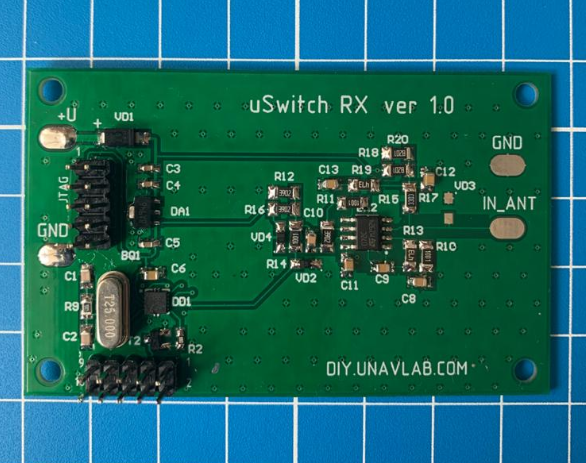 uSwitch RX ver 1.0
+U
+
VD1
R20
R18
GND
JTAG
C3
C4
R12
C13
R19
C12
R11
R15
R17
VD3
IN_ANT
DA1
R16
C10
GND
VD4
R13
R10
C5
BQ1
C1
C6
R14
VD2
C11
C9
C8
R9
T25.000
DD1
C2
R2
DIY.UNAVLAB.COM